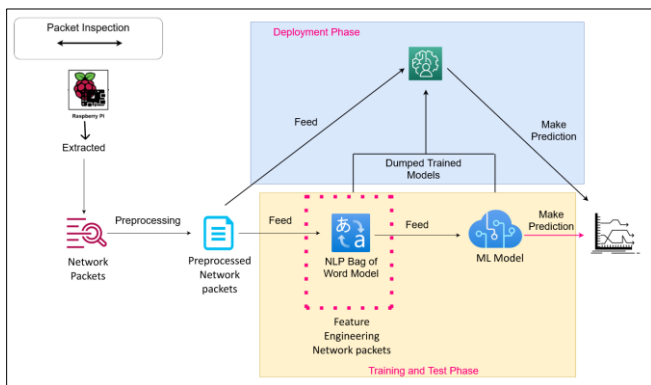 Packet Inspection
Deployment Phase
Raspberry PI
Extracted
Feed
Make
Prediction
Dumped Trained
Models
Preprocessing
Feed
Feed
Make
Prediction
Network
Packets
Preprocessed
Network
packets
あ
a
NLP Bag of
Word Model
ML Model
Feature
Engineering
Network packets
Training and Test Phase